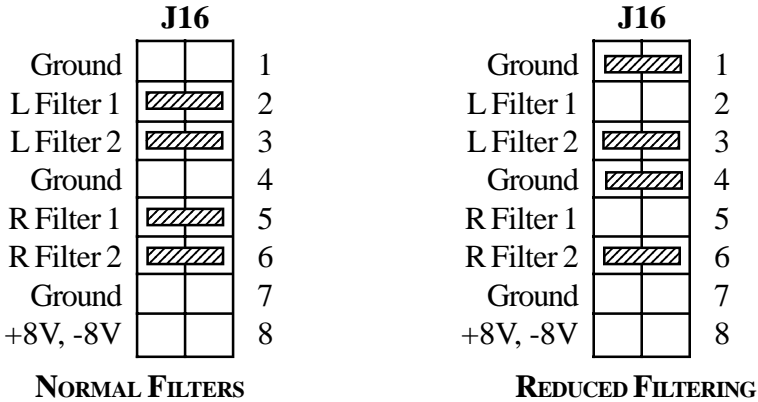 J16
Ground 1
L Filter 1 2
L Filter 2 3
Ground 4
R Filter 1 5
R Filter 2 6
Ground 7
+8V, -8V 8
NORMAL FILTERS
J16
Ground 1
L Filter 1 2
L Filter 2 3
Ground 4
R Filter 1 5
R Filter 2 6
Ground 7
+8V, -8V 8
REDUCED FILTERING